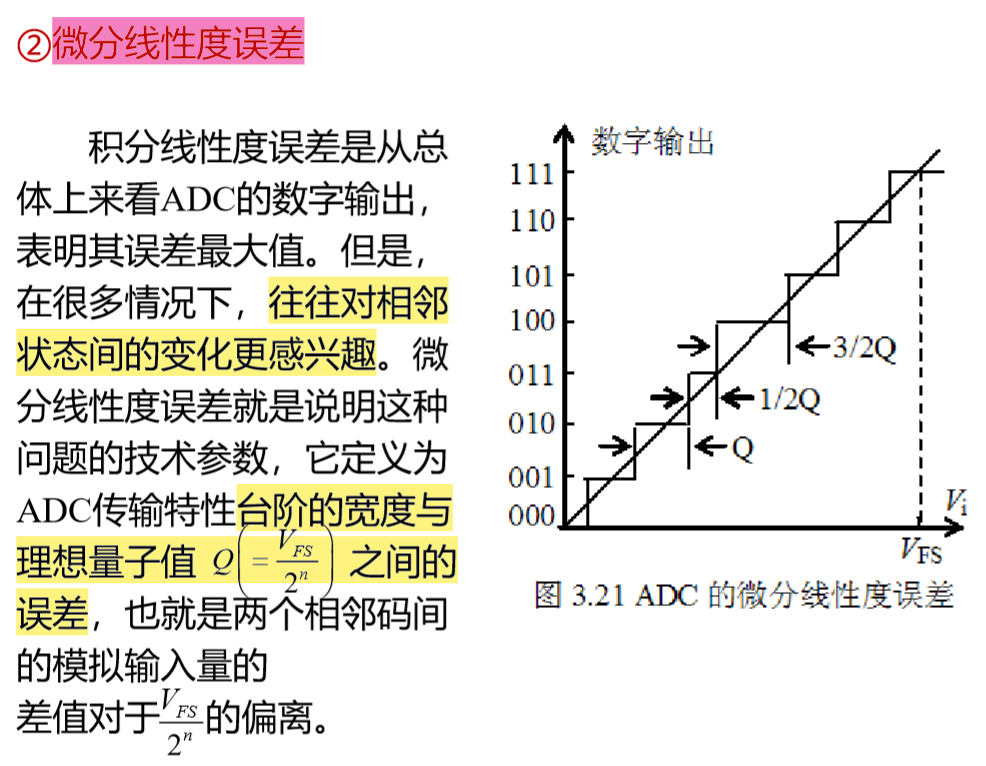 ②微分线性度误差
积分线性度误差是从总
体上来看ADC的数字输出，
表明其误差最大值。但是，
在很多情况下，往往对相邻
状态间的变化更感兴趣。微
分线性度误差就是说明这种
问题的技术参数，它定义为
ADC传输特性台阶的宽度与
理想量子值 Q(=V_FS/2^n) 之间的
误差，也就是两个相邻码间
的模拟输入量的
差值对于V_FS/2^n的偏离。
数字输出
111
110
101
100
011
010
001
000
3/2Q
1/2Q
Q
V_i
V_FS
图 3.21 ADC 的微分线性度误差